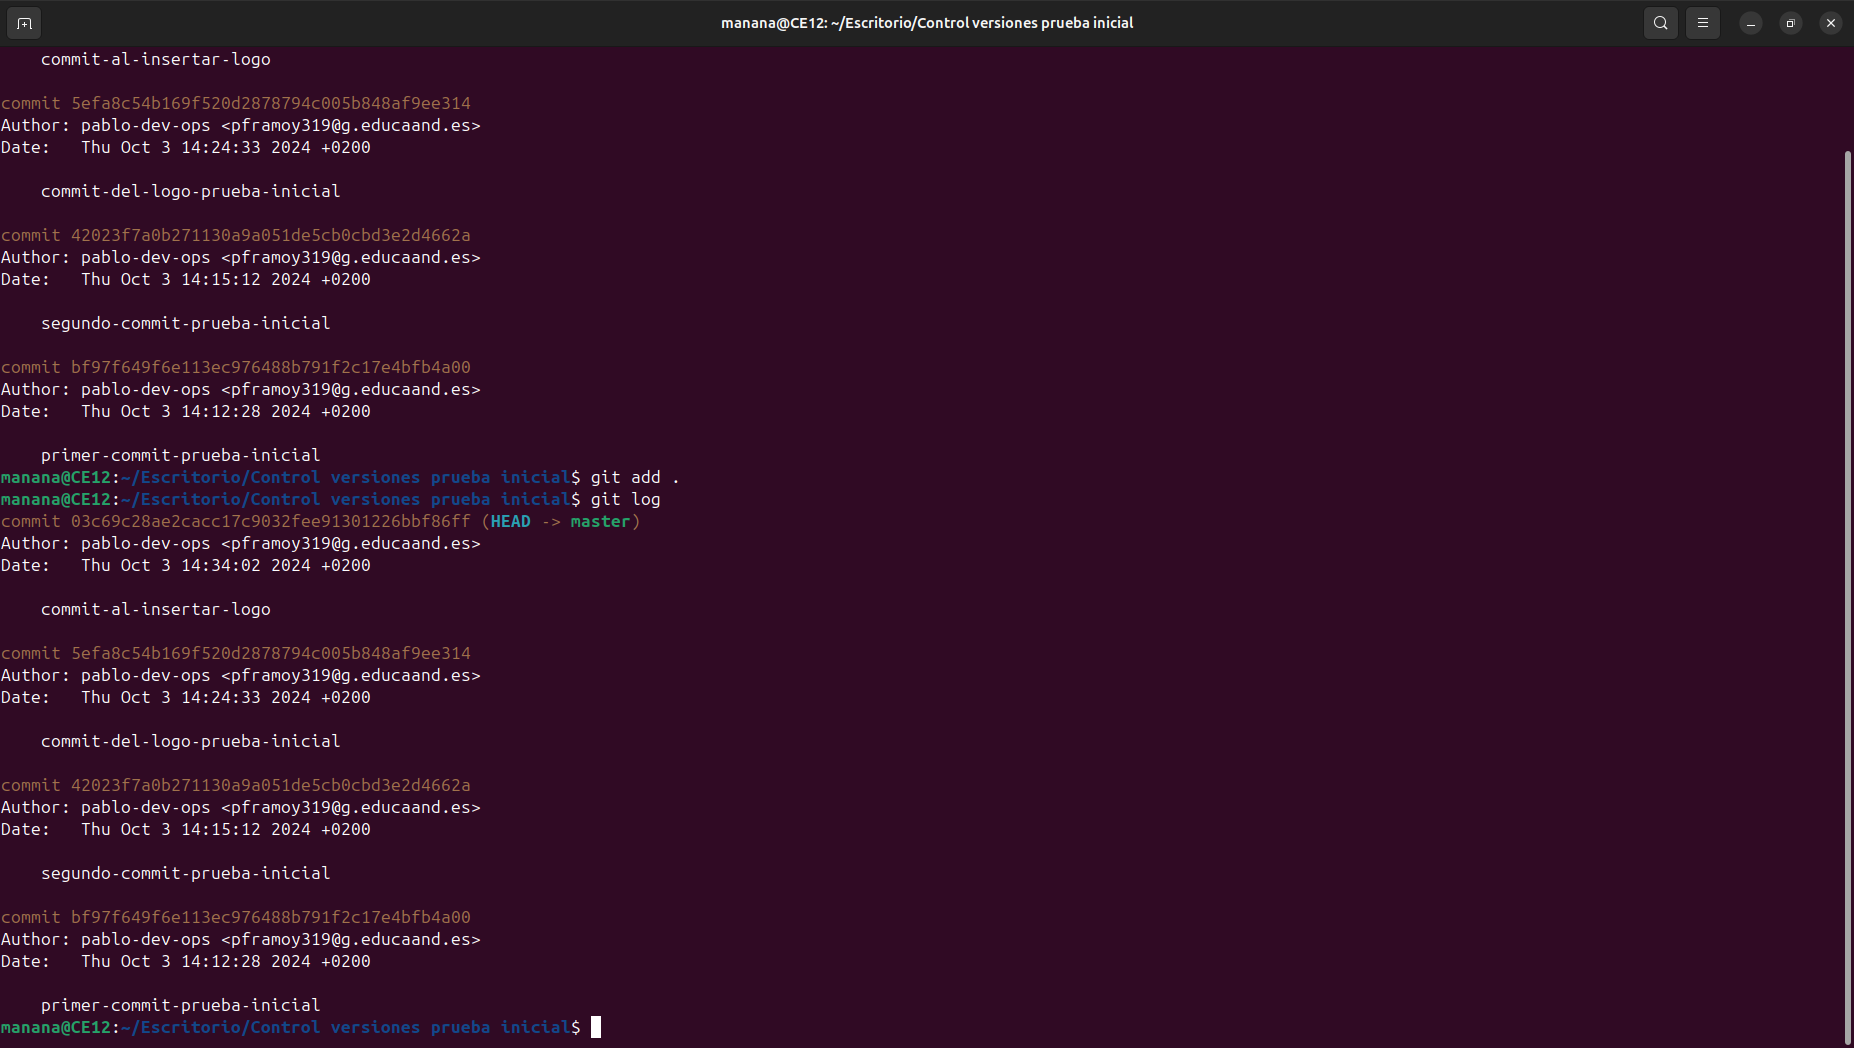 manana@CE12: ~/Escritorio/Control versiones prueba inicial
commit-al-insertar-logo
commit 5efa8c54b169f520d2878794c005b848af9ee314
Author: pablo-dev-ops <pframoy319@g.educaand.es>
Date:   Thu Oct 3 14:24:33 2024 +0200
commit-del-logo-prueba-inicial
commit 42023f7a0b271130a9a051de5cb0cbd3e2d4662a
Author: pablo-dev-ops <pframoy319@g.educaand.es>
Date:   Thu Oct 3 14:15:12 2024 +0200
segundo-commit-prueba-inicial
commit bf97f649f6e113ec976488b791f2c17e4bfb4a00
Author: pablo-dev-ops <pframoy319@g.educaand.es>
Date:   Thu Oct 3 14:12:28 2024 +0200
primer-commit-prueba-inicial
manana@CE12:~/Escritorio/Control versiones prueba inicial$ git add .
manana@CE12:~/Escritorio/Control versiones prueba inicial$ git log
commit 03c69c28ae2cacc17c9032fee91301226bbf86ff (HEAD -> master)
Author: pablo-dev-ops <pframoy319@g.educaand.es>
Date:   Thu Oct 3 14:34:02 2024 +0200
commit-al-insertar-logo
commit 5efa8c54b169f520d2878794c005b848af9ee314
Author: pablo-dev-ops <pframoy319@g.educaand.es>
Date:   Thu Oct 3 14:24:33 2024 +0200
commit-del-logo-prueba-inicial
commit 42023f7a0b271130a9a051de5cb0cbd3e2d4662a
Author: pablo-dev-ops <pframoy319@g.educaand.es>
Date:   Thu Oct 3 14:15:12 2024 +0200
segundo-commit-prueba-inicial
commit bf97f649f6e113ec976488b791f2c17e4bfb4a00
Author: pablo-dev-ops <pframoy319@g.educaand.es>
Date:   Thu Oct 3 14:12:28 2024 +0200
primer-commit-prueba-inicial
manana@CE12:~/Escritorio/Control versiones prueba inicial$